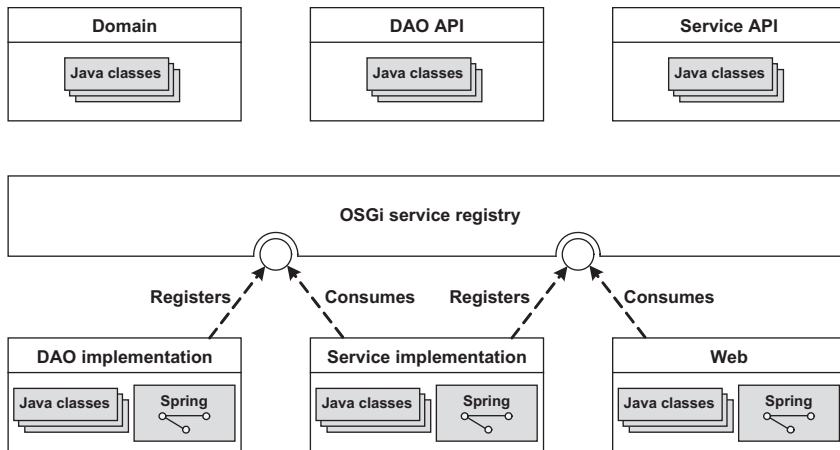 Domain
DAO API
Service API
Java classes
Java classes
Java classes
OSGi service registry
Registers
Consumes
Registers
Consumes
DAO implementation
Service implementation
Web
Java classes
Spring
Java classes
Spring
Java classes
Spring